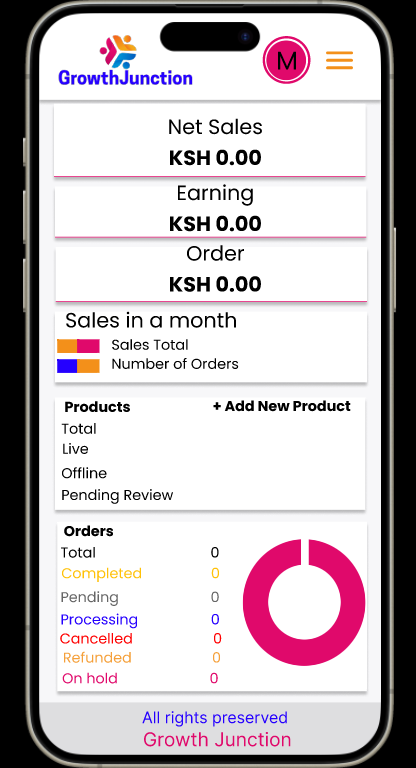 GrowthJunction
M
Net Sales
KSH 0.00
Earning
KSH 0.00
Order
KSH 0.00
Sales in a month
Sales Total
Number of Orders
Products + Add New Product
Total
Live
Offline
Pending Review
Orders
Total 0
Completed 0
Pending 0
Processing 0
Cancelled 0
Refunded 0
On hold 0
All rights preserved
Growth Junction